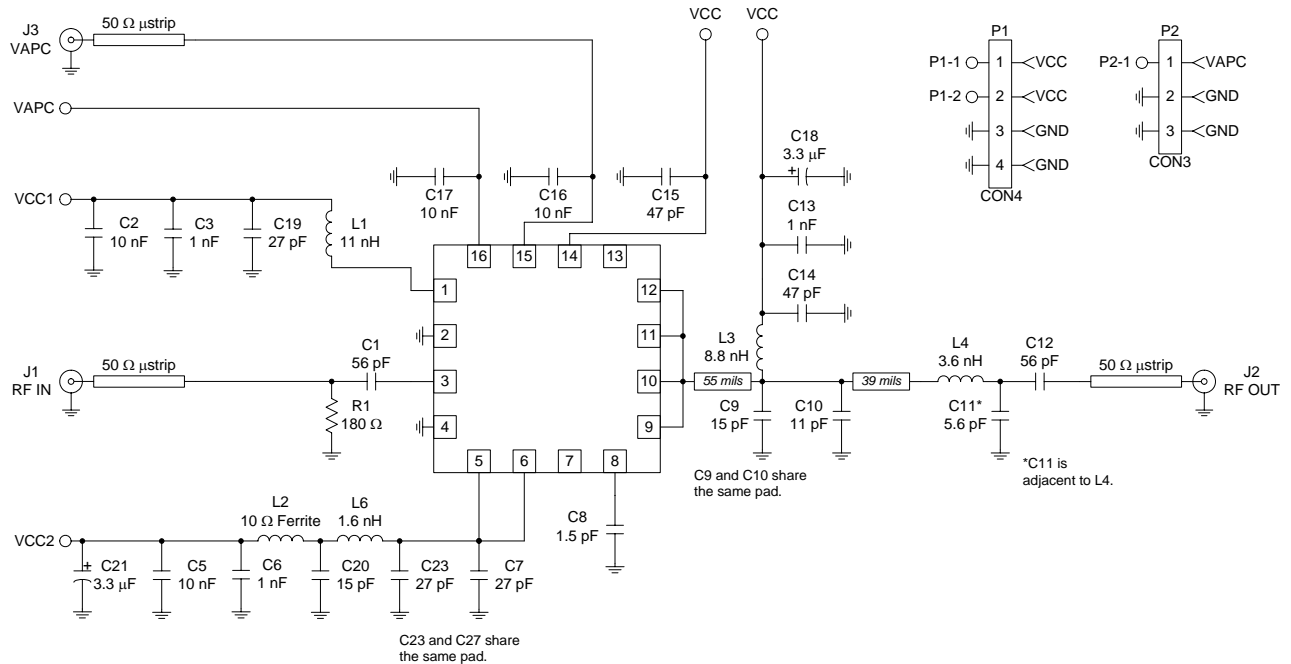 J3
VAPC
50 Ω µstrip
VCC
VCC
P1
P1-1
1
VCC
P1-2
2
VCC
3
GND
4
GND
CON4
P2
P2-1
1
VAPC
2
GND
3
GND
CON3
VAPC
C17
10 nF
C16
10 nF
C15
47 pF
C18
3.3 µF
+
C13
1 nF
C14
47 pF
VCC1
C2
10 nF
C3
1 nF
C19
27 pF
L1
11 nH
16
15
14
13
1
2
3
4
12
11
10
9
5
6
7
8
J1
RF IN
50 Ω µstrip
C1
56 pF
R1
180 Ω
L3
8.8 nH
55 mils
C9
15 pF
C10
11 pF
39 mils
L4
3.6 nH
C11*
5.6 pF
C12
56 pF
50 Ω µstrip
J2
RF OUT
C9 and C10 share
the same pad.
*C11 is
adjacent to L4.
VCC2
+
C21
3.3 µF
C5
10 nF
C6
1 nF
L2
10 Ω Ferrite
C20
15 pF
L6
1.6 nH
C23
27 pF
C7
27 pF
C8
1.5 pF
C23 and C27 share
the same pad.